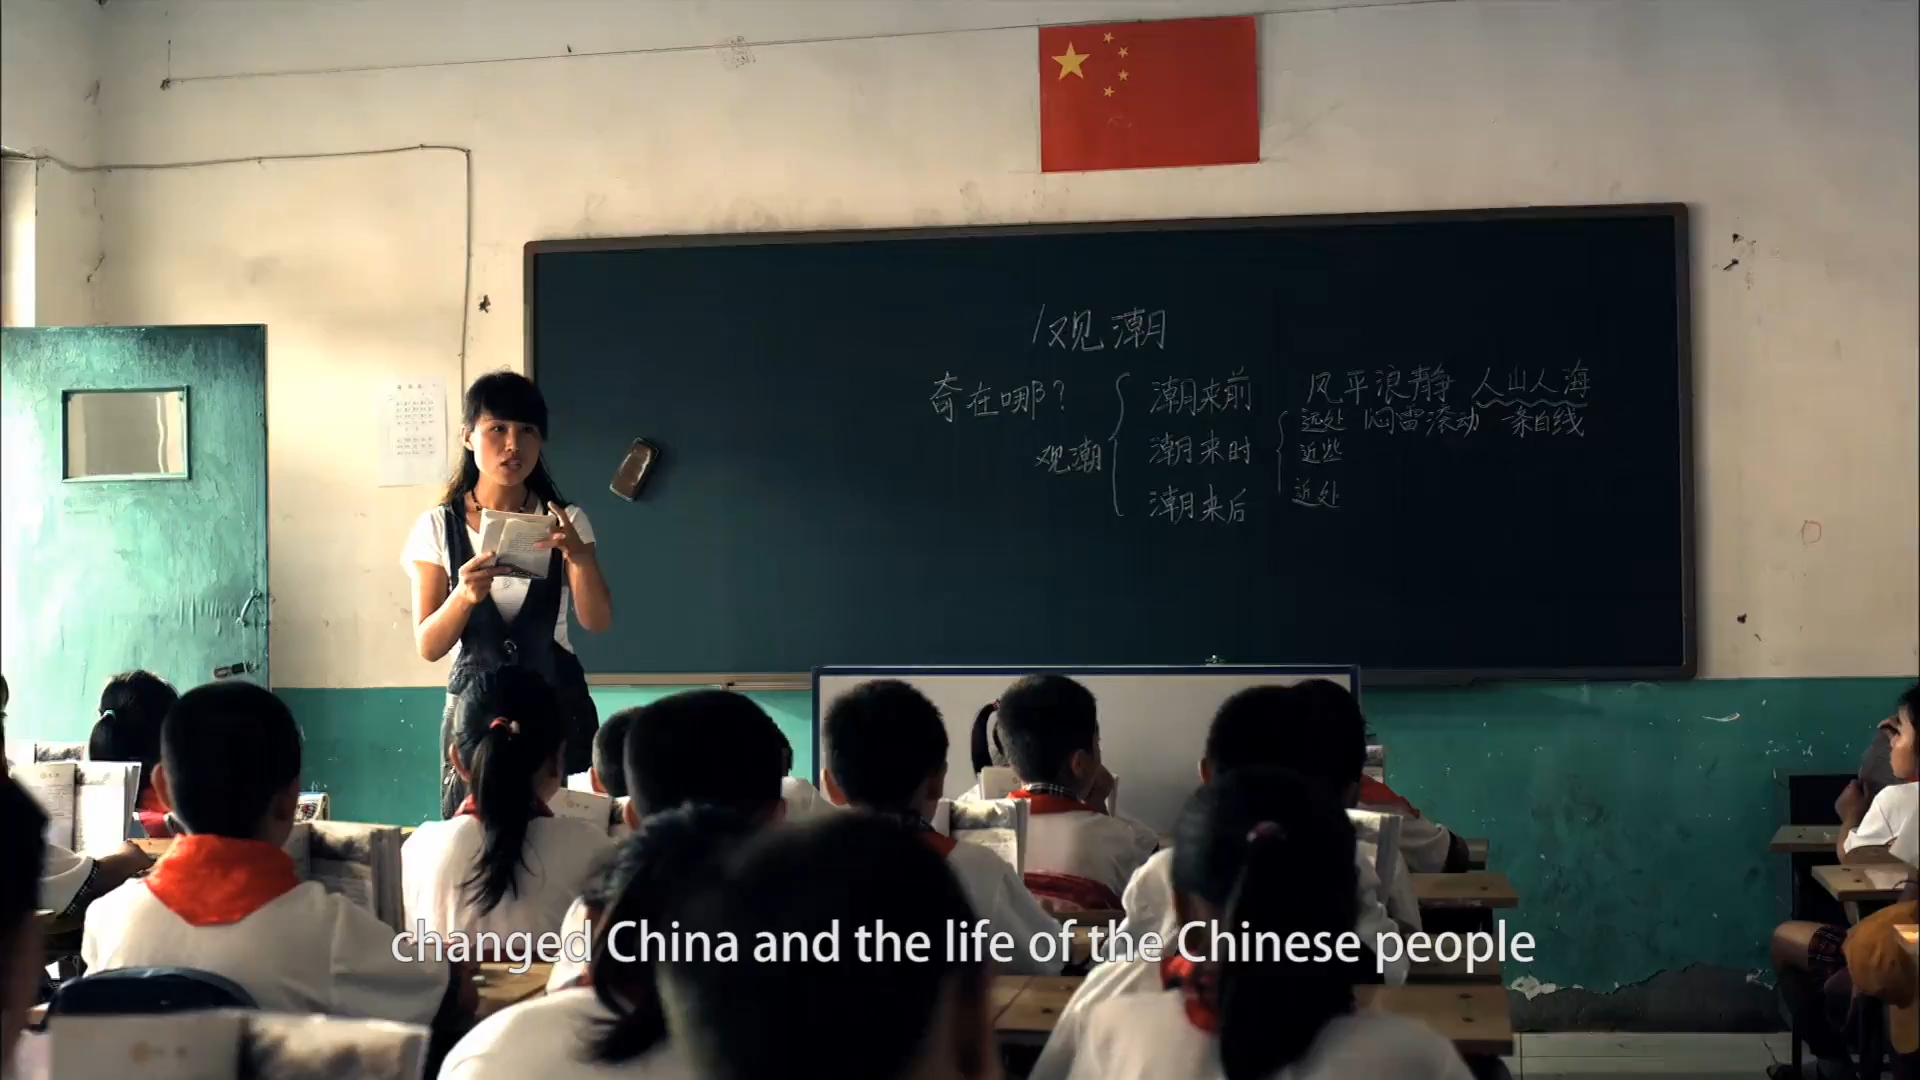 1观潮
奇在哪? 潮来前 风平浪静 人山人海
远处 闷雷滚动 一条白线
观潮 潮来时 近些
潮来后 近处
changed China and the life of the Chinese people